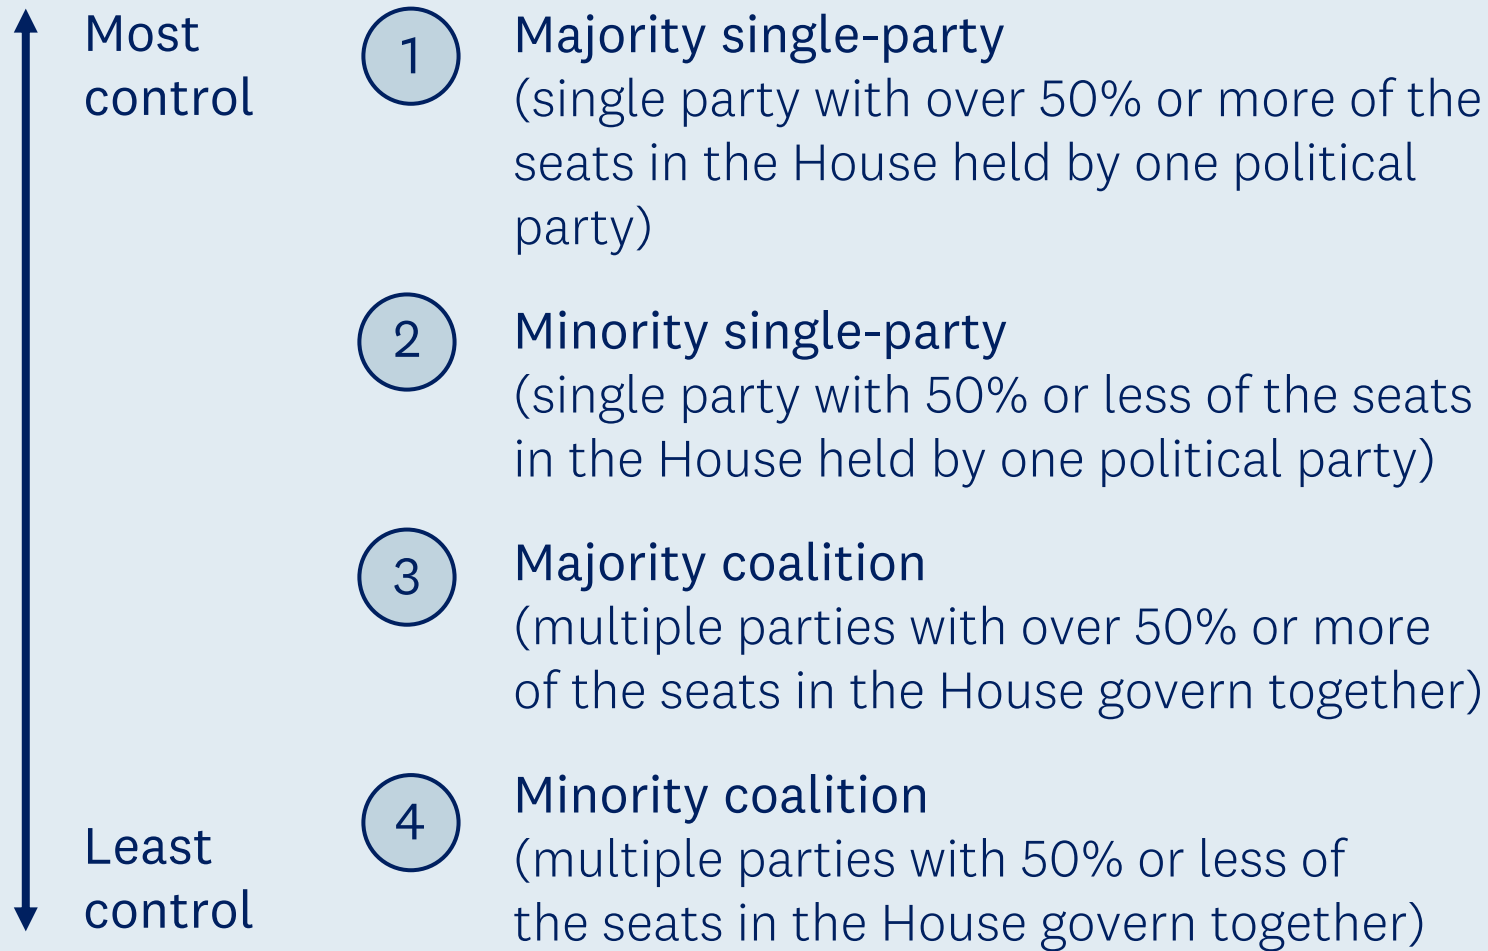 Most
control
1
Majority single-party
(single party with over 50% or more of the
seats in the House held by one political
party)
2
Minority single-party
(single party with 50% or less of the seats
in the House held by one political party)
3
Majority coalition
(multiple parties with over 50% or more
of the seats in the House govern together)
Least
control
4
Minority coalition
(multiple parties with 50% or less of
the seats in the House govern together)